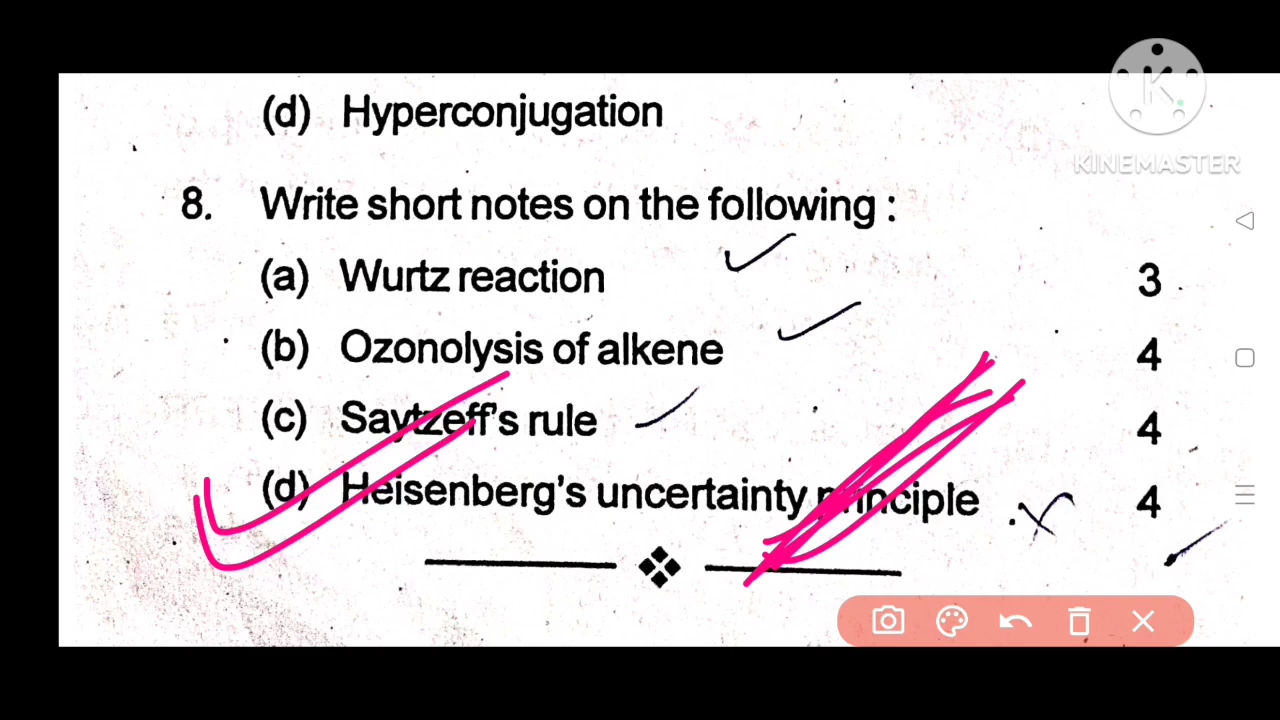 (d) Hyperconjugation
KINEMASTER
8. Write short notes on the following :
(a) Wurtz reaction 3
(b) Ozonolysis of alkene 4
(c) Saytzeff's rule 4
(d) Heisenberg's uncertainty principle 4